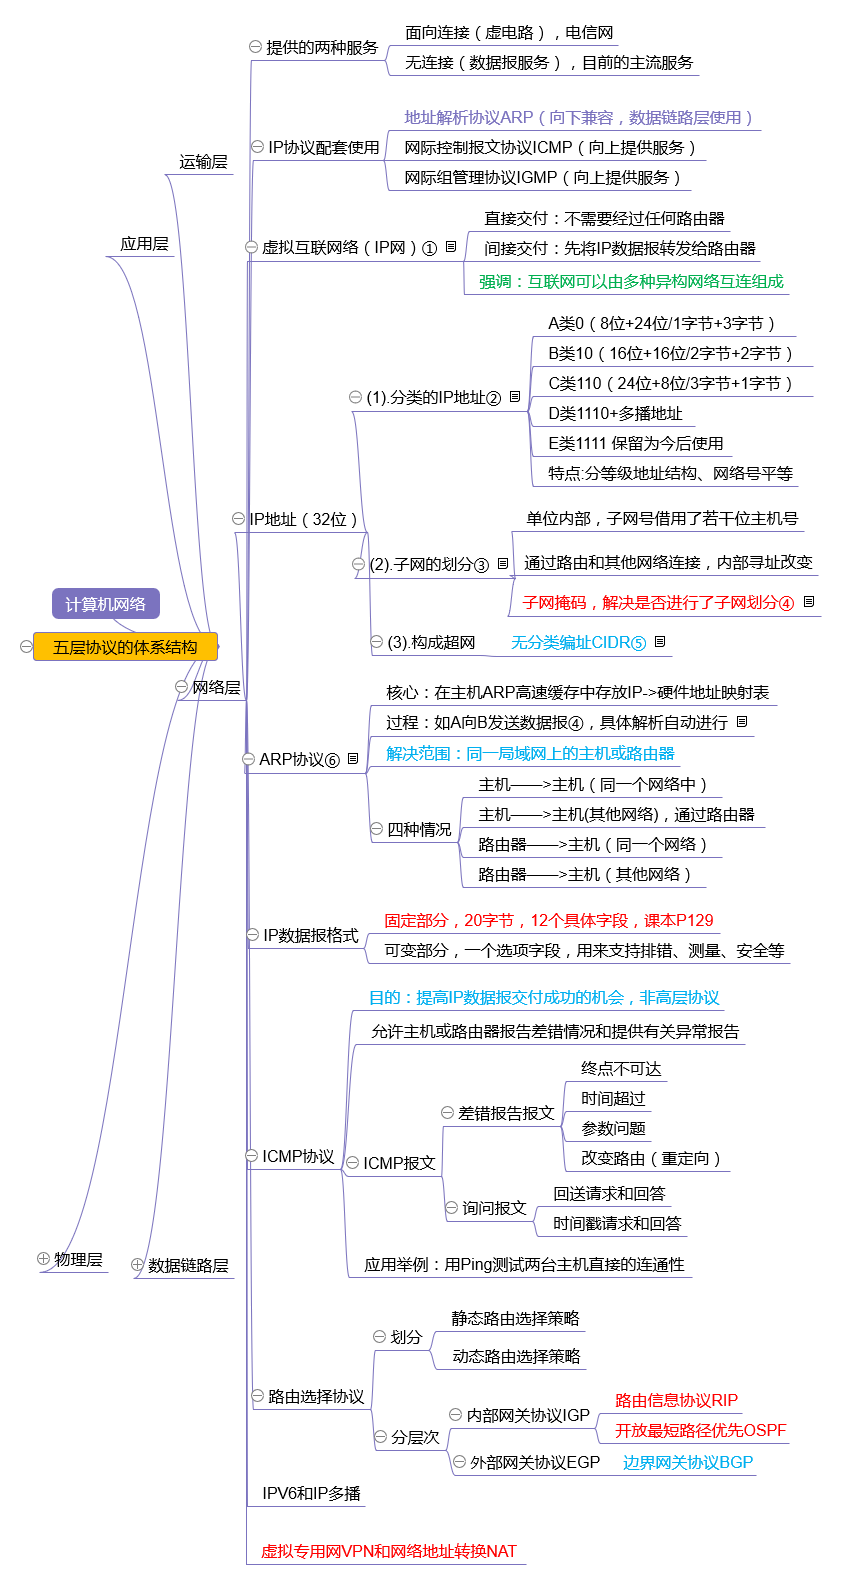 计算机网络
五层协议的体系结构
运输层
应用层
网络层
提供的两种服务
面向连接（虚电路），电信网
无连接（数据报服务），目前的主流服务
IP协议配套使用
地址解析协议ARP（向下兼容，数据链路层使用）
网际控制报文协议ICMP（向上提供服务）
网际组管理协议IGMP（向上提供服务）
虚拟互联网络（IP网）①
直接交付：不需要经过任何路由器
间接交付：先将IP数据报转发给路由器
强调：互联网可以由多种异构网络互连组成
IP地址（32位）
(1).分类的IP地址②
A类0（8位+24位/1字节+3字节）
B类10（16位+16位/2字节+2字节）
C类110（24位+8位/3字节+1字节）
D类1110+多播地址
E类1111 保留为今后使用
特点:分等级地址结构、网络号平等
(2).子网的划分③
单位内部，子网号借用了若干位主机号
通过路由和其他网络连接，内部寻址改变
子网掩码，解决是否进行了子网划分④
(3).构成超网
无分类编址CIDR⑤
ARP协议⑥
核心：在主机ARP高速缓存中存放IP->硬件地址映射表
过程：如A向B发送数据报④，具体解析自动进行
解决范围：同一局域网上的主机或路由器
四种情况
主机——>主机（同一个网络中）
主机——>主机(其他网络)，通过路由器
路由器——>主机（同一个网络）
路由器——>主机（其他网络）
IP数据报格式
固定部分，20字节，12个具体字段，课本P129
可变部分，一个选项字段，用来支持排错、测量、安全等
ICMP协议
目的：提高IP数据报交付成功的机会，非高层协议
允许主机或路由器报告差错情况和提供有关异常报告
ICMP报文
差错报告报文
终点不可达
时间超过
参数问题
改变路由（重定向）
询问报文
回送请求和回答
时间戳请求和回答
应用举例：用Ping测试两台主机直接的连通性
路由选择协议
划分
静态路由选择策略
动态路由选择策略
分层次
内部网关协议IGP
路由信息协议RIP
开放最短路径优先OSPF
外部网关协议EGP
边界网关协议BGP
IPV6和IP多播
虚拟专用网VPN和网络地址转换NAT
物理层
数据链路层